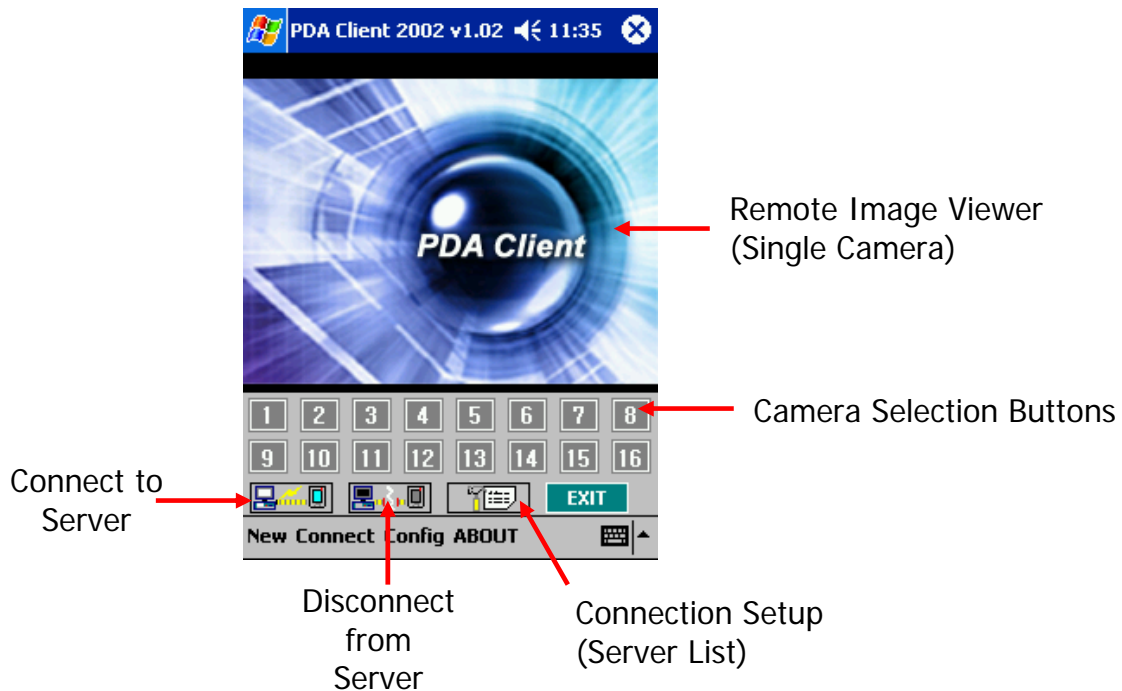 PDA Client 2002 v1.02 11:35
PDA Client
Remote Image Viewer
(Single Camera)
1 2 3 4 5 6 7 8
Camera Selection Buttons
9 10 11 12 13 14 15 16
Connect to
Server
EXIT
New Connect Config ABOUT
Disconnect
from
Server
Connection Setup
(Server List)